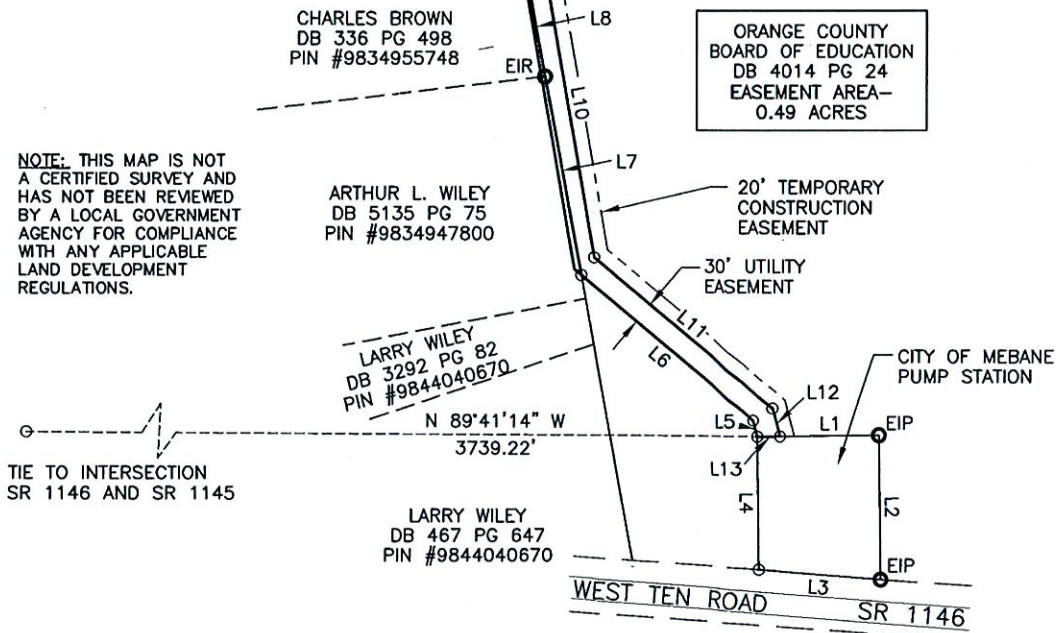 CHARLES BROWN
DB 336 PG 498
PIN #9834955748
EIR
L8
L10
ORANGE COUNTY
BOARD OF EDUCATION
DB 4014 PG 24
EASEMENT AREA–
0.49 ACRES
NOTE: THIS MAP IS NOT
A CERTIFIED SURVEY AND
HAS NOT BEEN REVIEWED
BY A LOCAL GOVERNMENT
AGENCY FOR COMPLIANCE
WITH ANY APPLICABLE
LAND DEVELOPMENT
REGULATIONS.
ARTHUR L. WILEY
DB 5135 PG 75
PIN #9834947800
L7
20' TEMPORARY
CONSTRUCTION
EASEMENT
30' UTILITY
EASEMENT
L11
L6
LARRY WILEY
DB 3292 PG 82
PIN #9844040670
CITY OF MEBANE
PUMP STATION
L12
L5
L1
EIP
N 89°41'14" W
3739.22'
L13
TIE TO INTERSECTION
SR 1146 AND SR 1145
L4
L2
LARRY WILEY
DB 467 PG 647
PIN #9844040670
EIP
L3
WEST TEN ROAD SR 1146